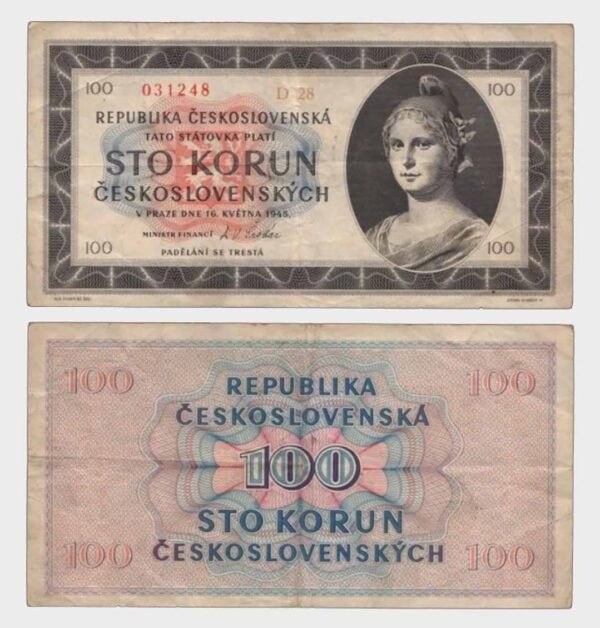 100 031248 D 28 100
REPUBLIKA ČESKOSLOVENSKÁ
TATO STÁTOVKA PLATÍ
STO KORUN
ČESKOSLOVENSKÝCH
V PRAZE DNE 16. KVĚTNA 1945.
MINISTR FINANCÍ
100 100
PADĚLÁNÍ SE TRESTÁ
100 100
REPUBLIKA
ČESKOSLOVENSKÁ
100
STO KORUN
ČESKOSLOVENSKÝCH
100 100